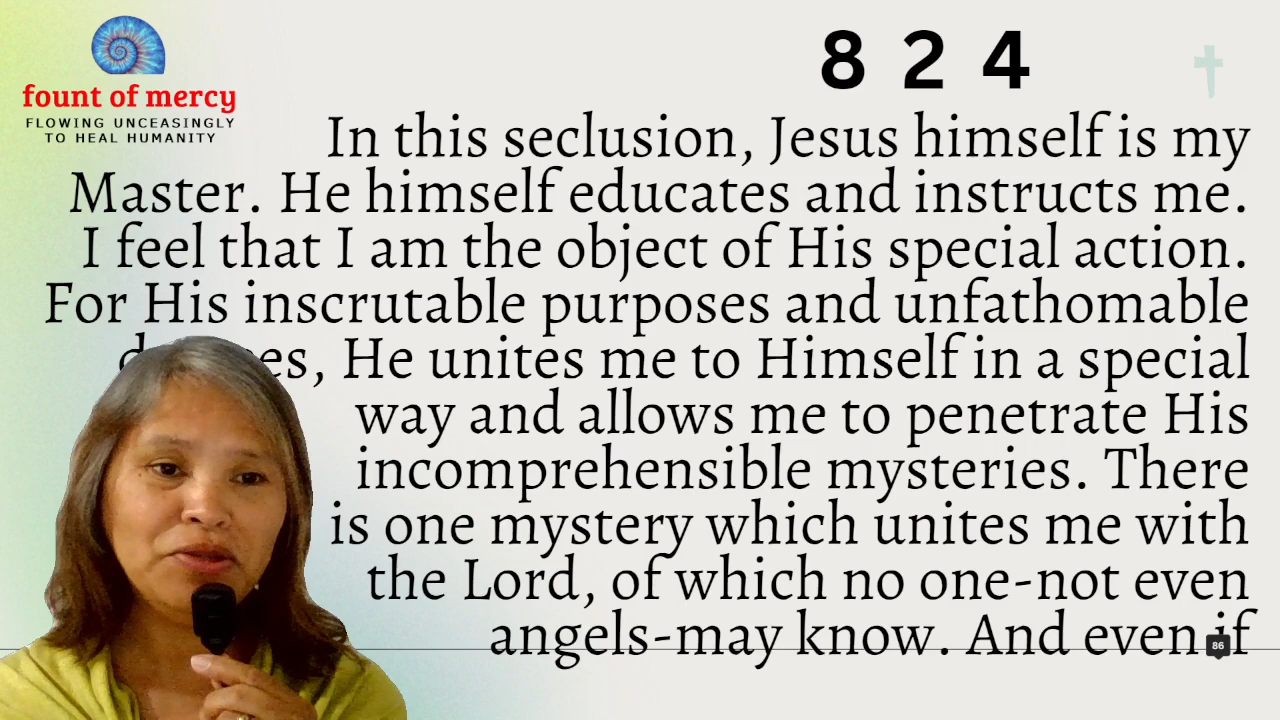 fount of mercy
FLOWING UNCEASINGLY
TO HEAL HUMANITY
8 2 4
In this seclusion, Jesus himself is my
Master. He himself educates and instructs me.
I feel that I am the object of His special action.
For His inscrutable purposes and unfathomable
He unites me to Himself in a special
way and allows me to penetrate His
incomprehensible mysteries. There
is one mystery which unites me with
the Lord, of which no one-not even
angels-may know. And even if
86